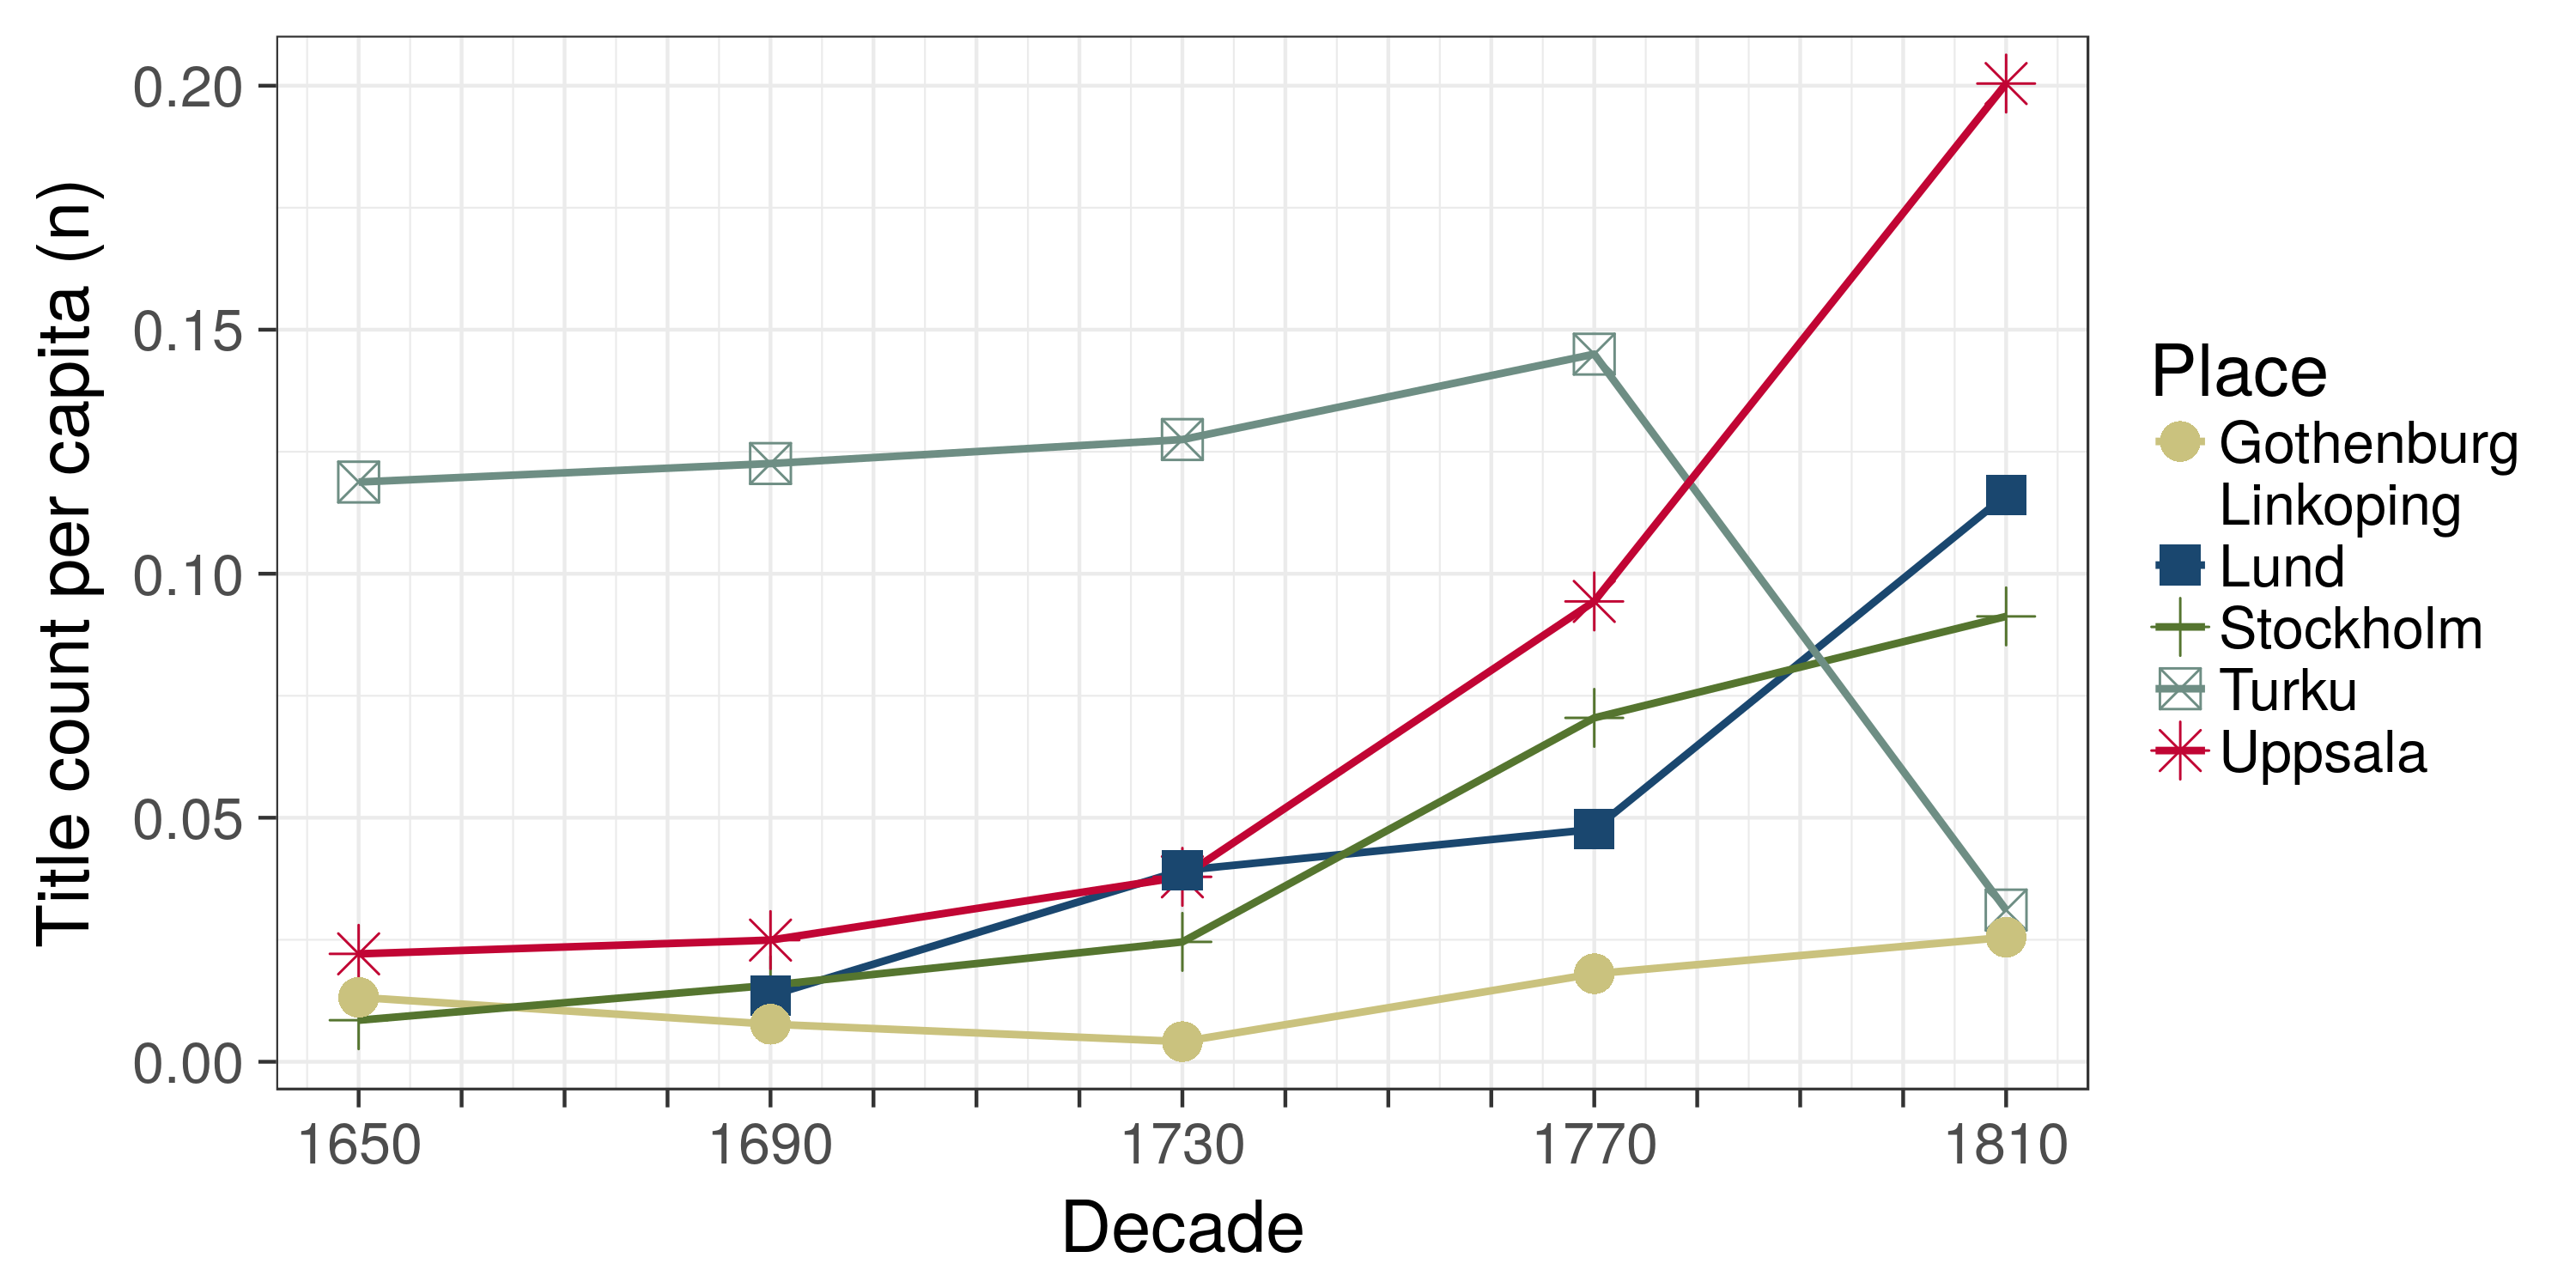 Title count per capita (n)
0.20
0.15
0.10
0.05
0.00
1650 1690 1730 1770 1810
Decade
Place
Gothenburg
Linkoping
Lund
Stockholm
Turku
Uppsala